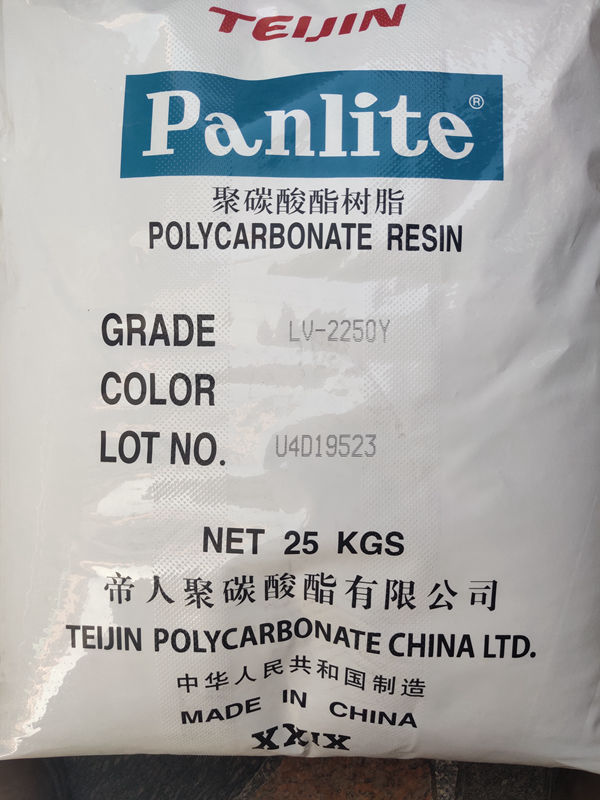 TEIJIN
Panlite®
聚碳酸酯树脂
POLYCARBONATE RESIN
GRADE LV-2250Y
COLOR
LOT NO. U4D19523
NET 25 KGS
帝人聚碳酸酯有限公司
TEIJIN POLYCARBONATE CHINA LTD.
中华人民共和国制造
MADE IN CHINA
XXIX